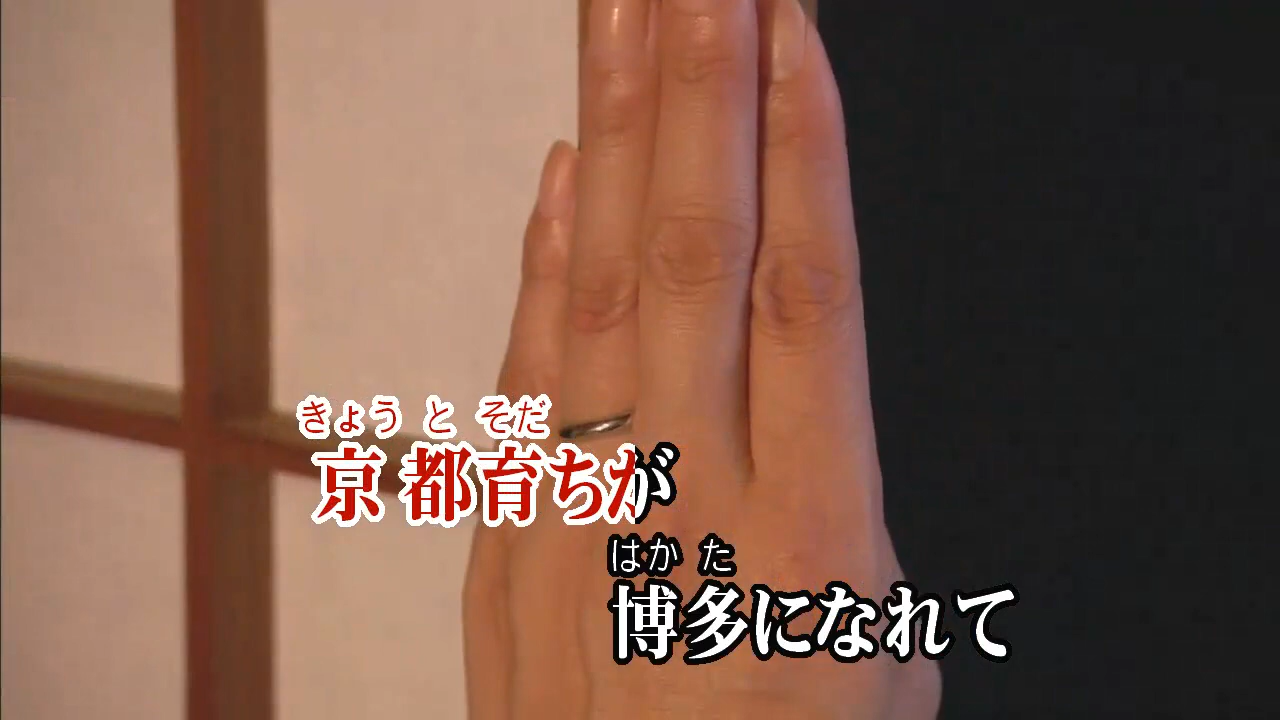 きょう と そだ
京都育ちが
はか た
博多になれて